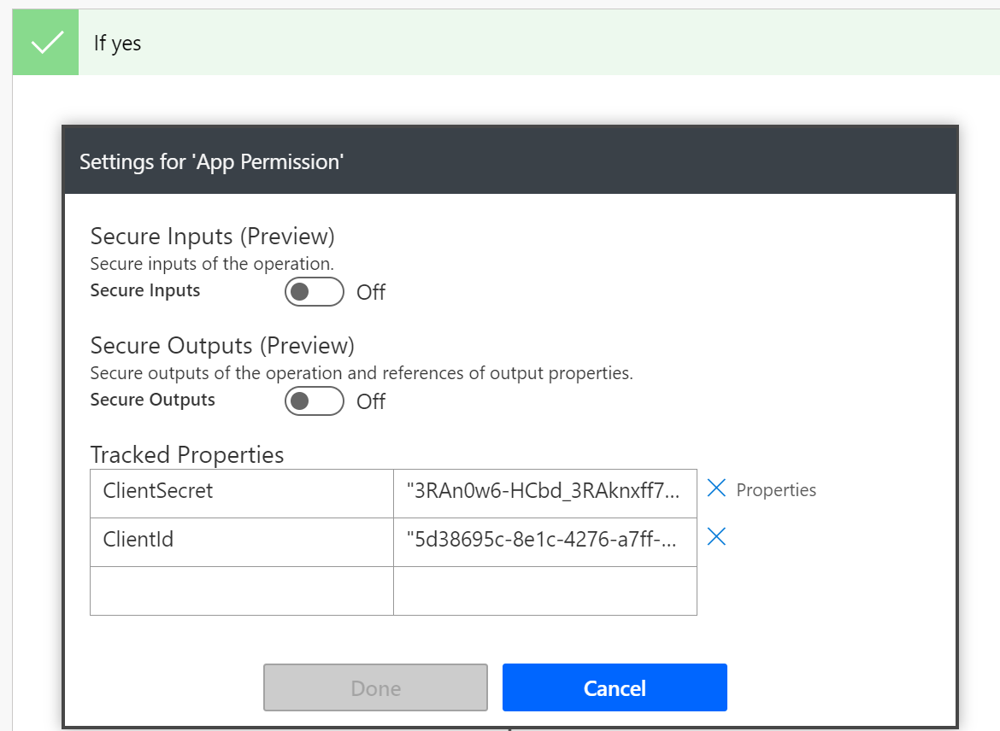 If yes
Settings for 'App Permission'
Secure Inputs (Preview)
Secure inputs of the operation.
Secure Inputs Off
Secure Outputs (Preview)
Secure outputs of the operation and references of output properties.
Secure Outputs Off
Tracked Properties
ClientSecret "3RAn0w6-HCbd_3RAknxff7... Properties
ClientId "5d38695c-8e1c-4276-a7ff-...
Done Cancel